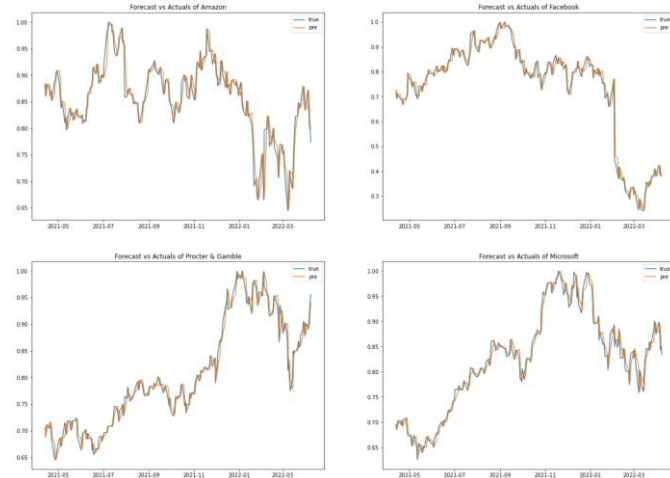 Forecast vs Actuals of Amazon
true
pre
1.00
0.95
0.90
0.85
0.80
0.75
0.70
0.65
2021-05 2021-07 2021-09 2021-11 2022-01 2022-03
Forecast vs Actuals of Facebook
true
pre
1.0
0.9
0.8
0.7
0.6
0.5
0.4
0.3
2021-05 2021-07 2021-09 2021-11 2022-01 2022-03
Forecast vs Actuals of Procter & Gamble
true
pre
1.00
0.95
0.90
0.85
0.80
0.75
0.70
0.65
2021-05 2021-07 2021-09 2021-11 2022-01 2022-03
Forecast vs Actuals of Microsoft
true
pre
1.00
0.95
0.90
0.85
0.80
0.75
0.70
0.65
2021-05 2021-07 2021-09 2021-11 2022-01 2022-03